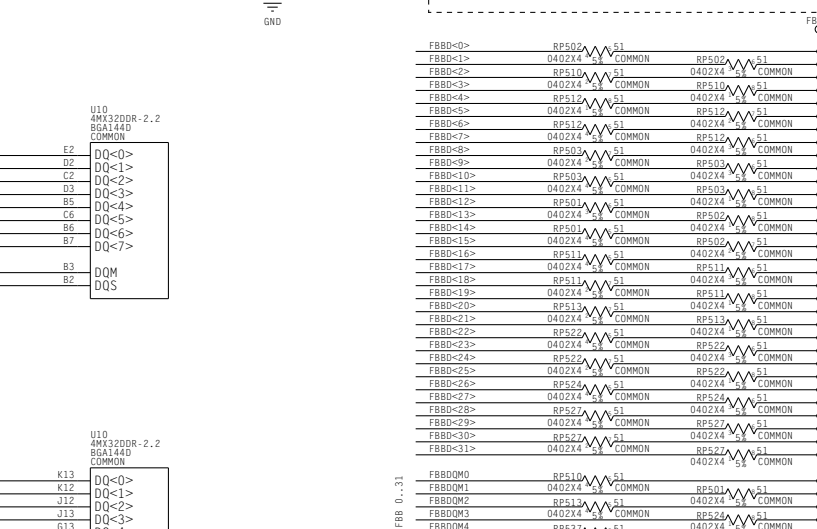 GND
FB
U10
4MX32DDR-2.2
BGA144D
COMMON
E2 DQ<0>
D2 DQ<1>
C2 DQ<2>
D3 DQ<3>
B5 DQ<4>
C6 DQ<5>
B6 DQ<6>
B7 DQ<7>
B3 DQM
B2 DQS
U10
4MX32DDR-2.2
BGA144D
COMMON
K13 DQ<0>
K12 DQ<1>
J12 DQ<2>
J13 DQ<3>
G13
FBBD<0> RP502 51
FBBD<1> 0402X4 5% COMMON RP502 51
FBBD<2> RP510 51 0402X4 5% COMMON
FBBD<3> 0402X4 5% COMMON RP510 51
FBBD<4> RP512 51 0402X4 5% COMMON
FBBD<5> 0402X4 5% COMMON RP512 51
FBBD<6> RP512 51 0402X4 5% COMMON
FBBD<7> 0402X4 5% COMMON RP512 51
FBBD<8> RP503 51 0402X4 5% COMMON
FBBD<9> 0402X4 5% COMMON RP503 51
FBBD<10> RP503 51 0402X4 5% COMMON
FBBD<11> 0402X4 5% COMMON RP503 51
FBBD<12> RP501 51 0402X4 5% COMMON
FBBD<13> 0402X4 5% COMMON RP502 51
FBBD<14> RP501 51 0402X4 5% COMMON
FBBD<15> 0402X4 5% COMMON RP502 51
FBBD<16> RP511 51 0402X4 5% COMMON
FBBD<17> 0402X4 5% COMMON RP511 51
FBBD<18> RP511 51 0402X4 5% COMMON
FBBD<19> 0402X4 5% COMMON RP511 51
FBBD<20> RP513 51 0402X4 5% COMMON
FBBD<21> 0402X4 5% COMMON RP513 51
FBBD<22> RP522 51 0402X4 5% COMMON
FBBD<23> 0402X4 5% COMMON RP522 51
FBBD<24> RP522 51 0402X4 5% COMMON
FBBD<25> 0402X4 5% COMMON RP522 51
FBBD<26> RP524 51 0402X4 5% COMMON
FBBD<27> 0402X4 5% COMMON RP524 51
FBBD<28> RP527 51 0402X4 5% COMMON
FBBD<29> 0402X4 5% COMMON RP527 51
FBBD<30> RP527 51 0402X4 5% COMMON
FBBD<31> 0402X4 5% COMMON RP527 51
0402X4 5% COMMON
FBB 0..31
FBBDQM0 RP510 51
FBBDQM1 0402X4 5% COMMON RP501 51
FBBDQM2 RP513 51 0402X4 5% COMMON
FBBDQM3 0402X4 5% COMMON RP524 51
FBBDQM4 RP537 51 0402X4 5% COMMON